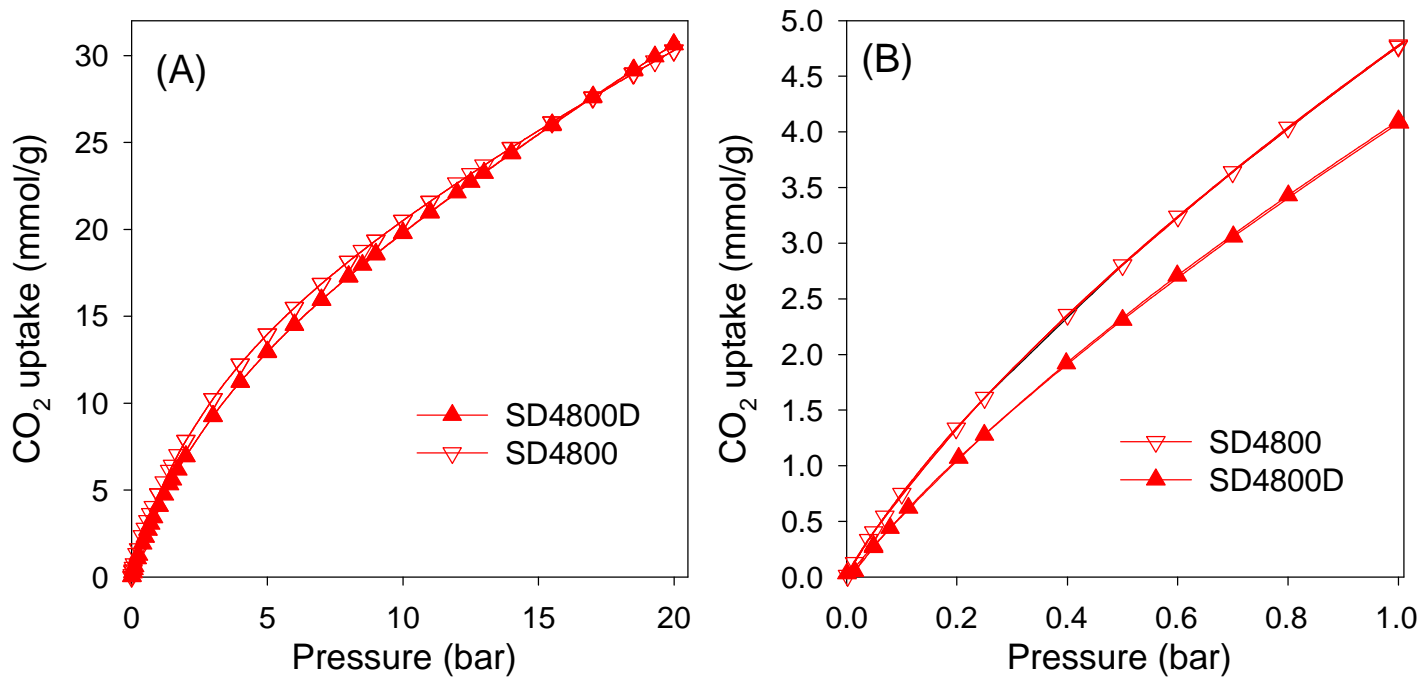 (A)
CO2 uptake (mmol/g)
30
25
20
15
10
5
0
SD4800D
SD4800
0 5 10 15 20
Pressure (bar)
(B)
CO2 uptake (mmol/g)
5.0
4.5
4.0
3.5
3.0
2.5
2.0
1.5
1.0
0.5
0.0
SD4800
SD4800D
0.0 0.2 0.4 0.6 0.8 1.0
Pressure (bar)